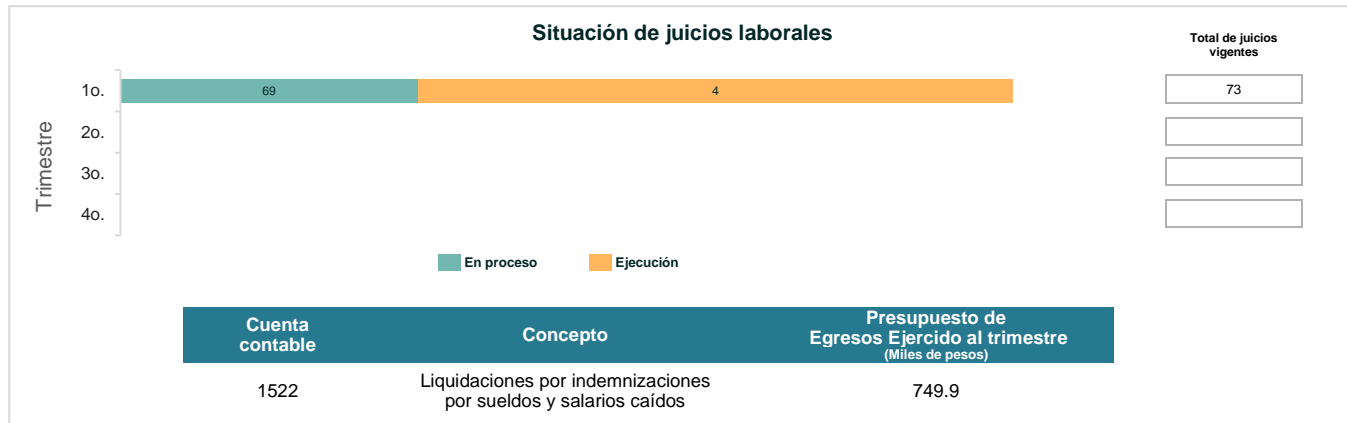 Situación de juicios laborales
Total de juicios
vigentes
Trimestre
1o.
69
4
73
2o.
3o.
4o.
En proceso
Ejecución
Cuenta
contable
Concepto
Presupuesto de
Egresos Ejercido al trimestre
(Miles de pesos)
1522
Liquidaciones por indemnizaciones
por sueldos y salarios caídos
749.9